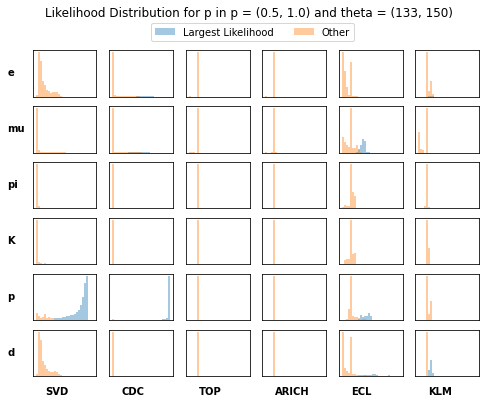 Likelihood Distribution for p in p = (0.5, 1.0) and theta = (133, 150)
Largest Likelihood Other
e
mu
pi
K
p
d
SVD CDC TOP ARICH ECL KLM